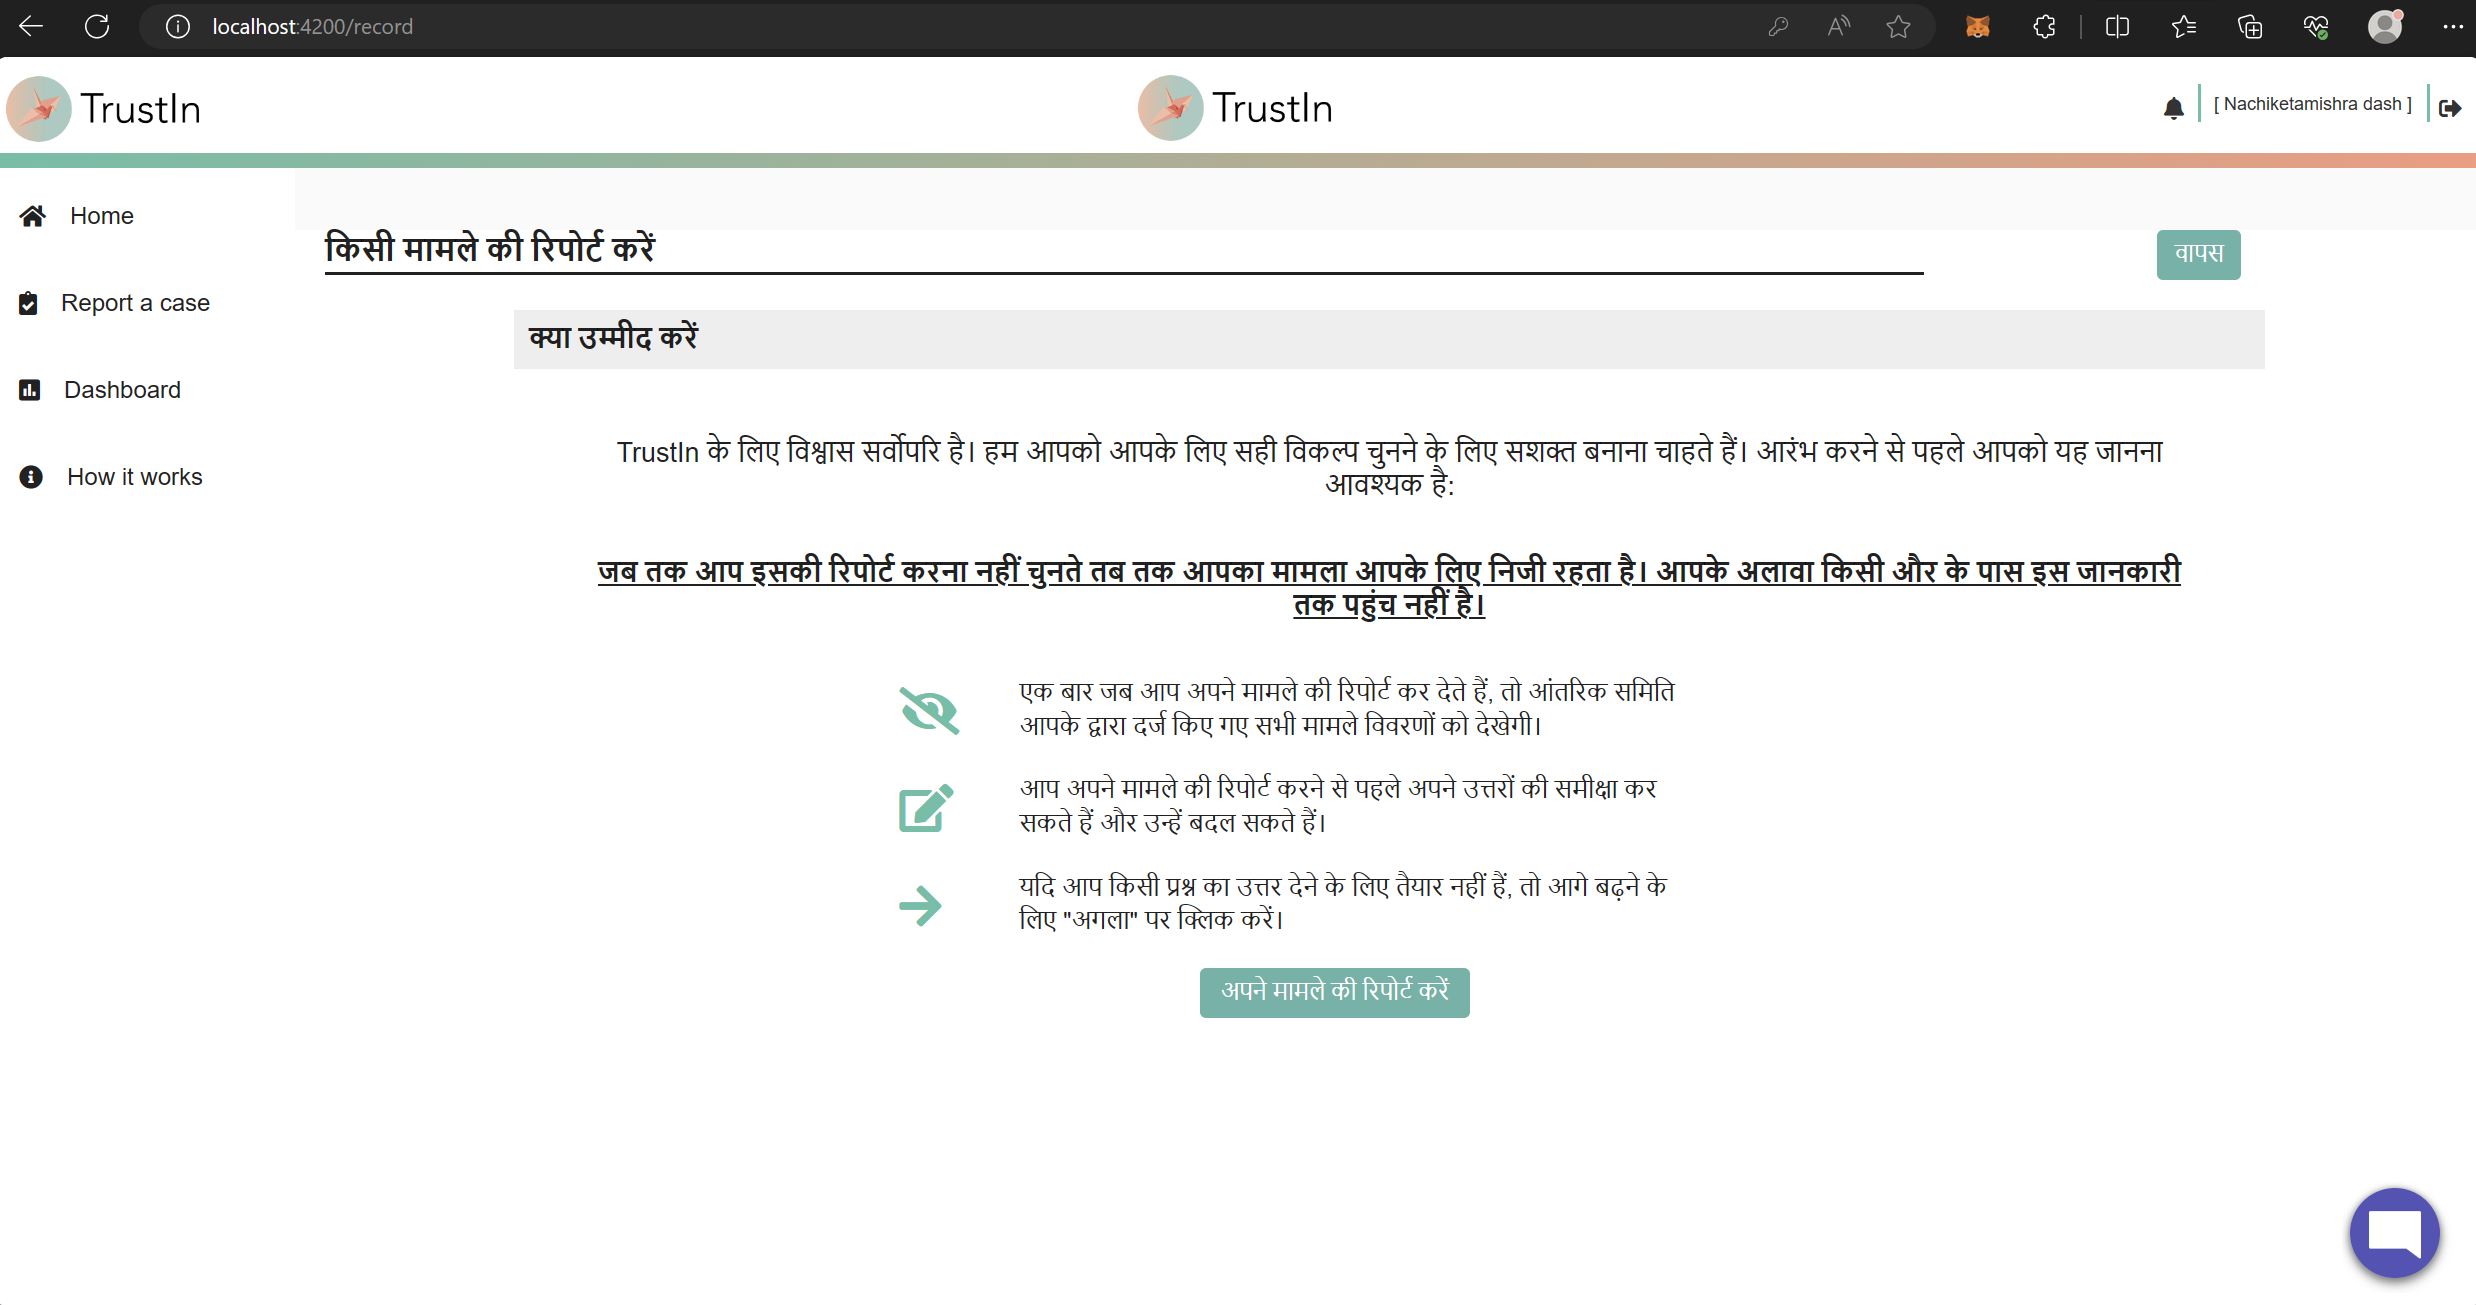 localhost:4200/record
TrustIn
TrustIn
[ Nachiketamishra dash ]
Home
Report a case
Dashboard
How it works
किसी मामले की रिपोर्ट करें
वापस
क्या उम्मीद करें
TrustIn के लिए विश्वास सर्वोपरि है। हम आपको आपके लिए सही विकल्प चुनने के लिए सशक्त बनाना चाहते हैं। आरंभ करने से पहले आपको यह जानना
आवश्यक है:
जब तक आप इसकी रिपोर्ट करना नहीं चुनते तब तक आपका मामला आपके लिए निजी रहता है। आपके अलावा किसी और के पास इस जानकारी
तक पहुंच नहीं है।
एक बार जब आप अपने मामले की रिपोर्ट कर देते हैं, तो आंतरिक समिति
आपके द्वारा दर्ज किए गए सभी मामले विवरणों को देखेगी।
आप अपने मामले की रिपोर्ट करने से पहले अपने उत्तरों की समीक्षा कर
सकते हैं और उन्हें बदल सकते हैं।
यदि आप किसी प्रश्न का उत्तर देने के लिए तैयार नहीं हैं, तो आगे बढ़ने के
लिए "अगला" पर क्लिक करें।
अपने मामले की रिपोर्ट करें